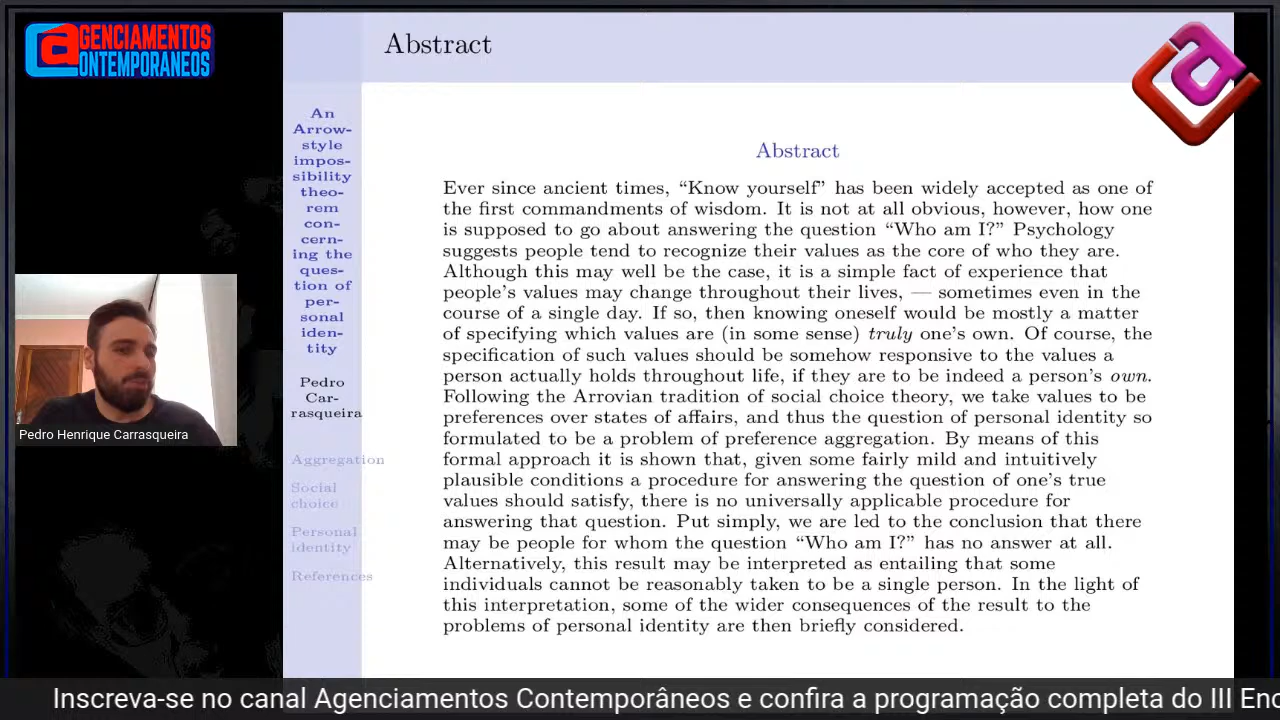 AGENCIAMENTOS
CONTEMPORANEOS
Abstract
An
Arrow-
style
impos-
sibility
theo-
rem
con-
cern-
ing the
ques-
tion of
per-
sonal
iden-
tity
Pedro
Car-
rasqueira
Aggregation
Social
choice
Personal
Identity
References
Abstract
Ever since ancient times, “Know yourself” has been widely accepted as one of
the first commandments of wisdom. It is not at all obvious, however, how one
is supposed to go about answering the question “Who am I?” Psychology
suggests people tend to recognize their values as the core of who they are.
Although this may well be the case, it is a simple fact of experience that
people’s values may change throughout their lives, — sometimes even in the
course of a single day. If so, then knowing oneself would be mostly a matter
of specifying which values are (in some sense) truly one’s own. Of course, the
specification of such values should be somehow responsive to the values a
person actually holds throughout life, if they are to be indeed a person’s own.
Following the Arrovian tradition of social choice theory, we take values to be
preferences over states of affairs, and thus the question of personal identity so
formulated to be a problem of preference aggregation. By means of this
formal approach it is shown that, given some fairly mild and intuitively
plausible conditions a procedure for answering the question of one’s true
values should satisfy, there is no universally applicable procedure for
answering that question. Put simply, we are led to the conclusion that there
may be people for whom the question “Who am I?” has no answer at all.
Alternatively, this result may be interpreted as entailing that some
individuals cannot be reasonably taken to be a single person. In the light of
this interpretation, some of the wider consequences of the result to the
problems of personal identity are then briefly considered.
Pedro Henrique Carrasqueira
Inscreva-se no canal Agenciamentos Contemporâneos e confira a programação completa do III Enc